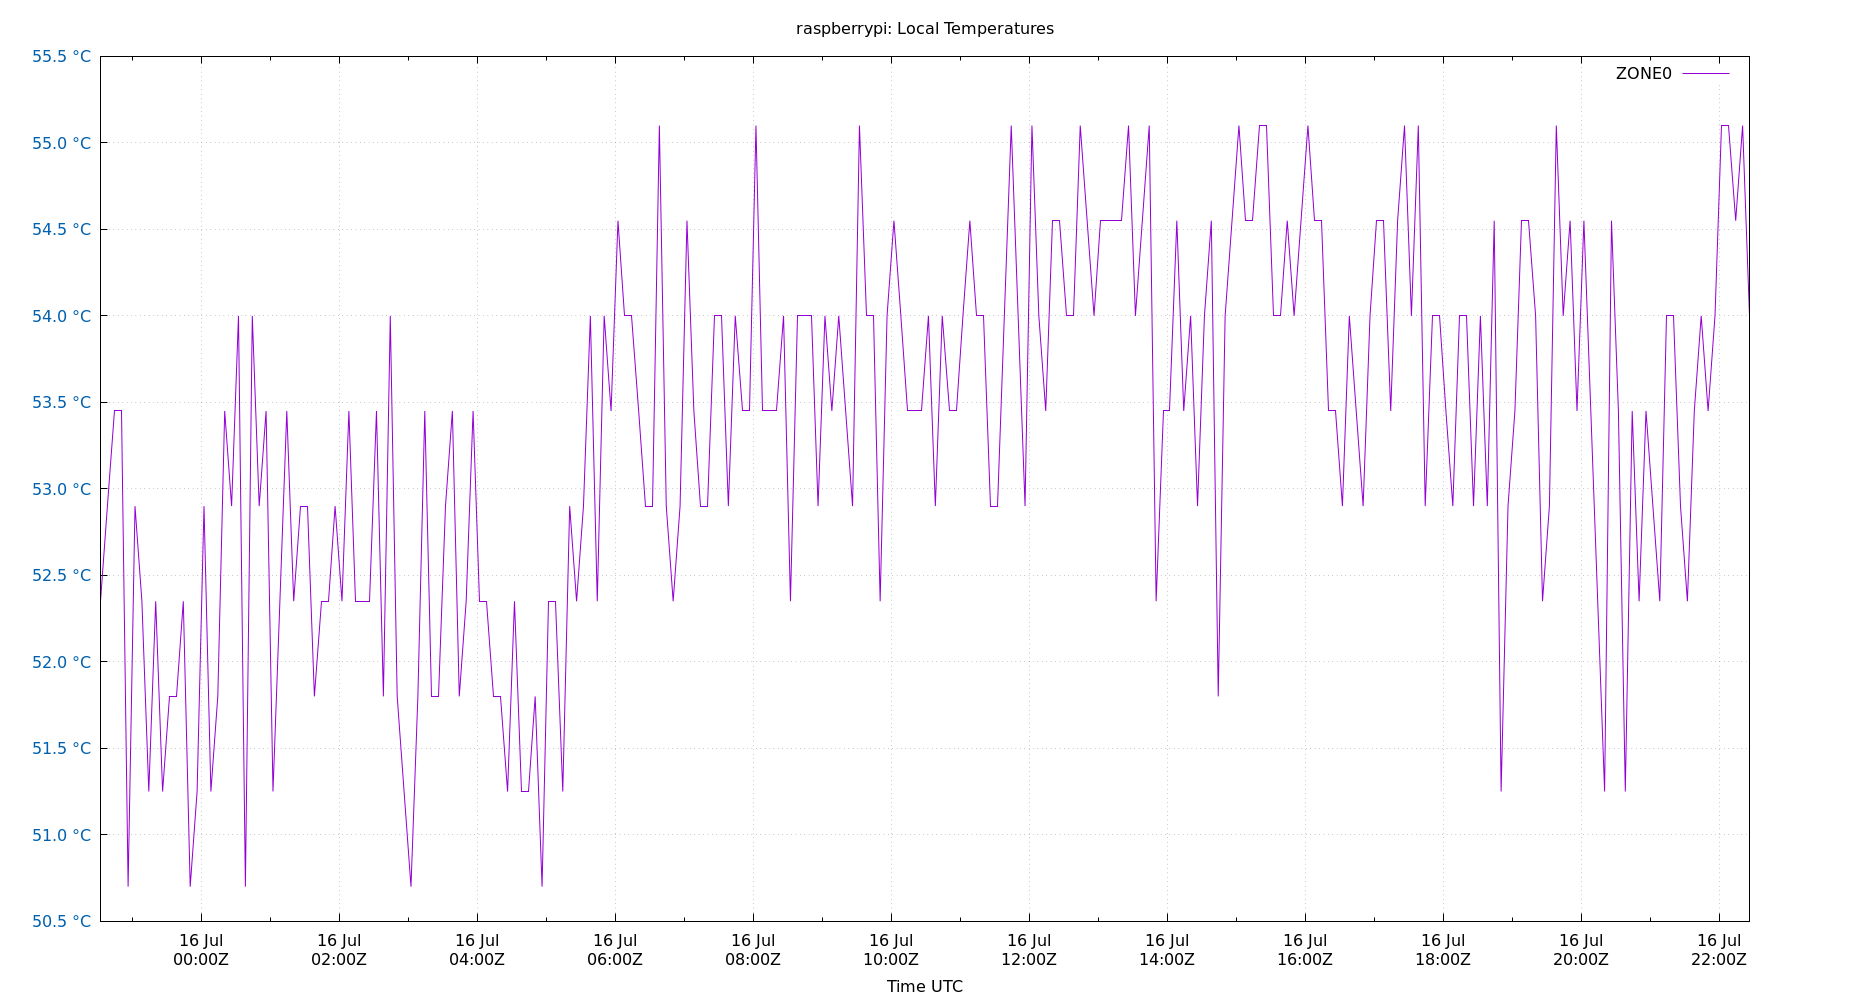 raspberrypi: Local Temperatures
ZONE0
55.5 °C
55.0 °C
54.5 °C
54.0 °C
53.5 °C
53.0 °C
52.5 °C
52.0 °C
51.5 °C
51.0 °C
50.5 °C
16 Jul 16 Jul 16 Jul 16 Jul 16 Jul 16 Jul 16 Jul 16 Jul 16 Jul 16 Jul 16 Jul 16 Jul
00:00Z 02:00Z 04:00Z 06:00Z 08:00Z 10:00Z 12:00Z 14:00Z 16:00Z 18:00Z 20:00Z 22:00Z
Time UTC